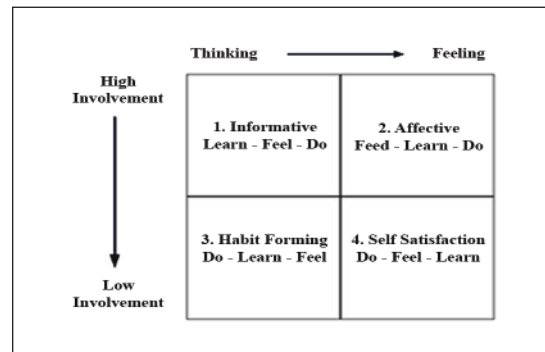 Thinking Feeling
High
Involvement
1. Informative
Learn - Feel - Do
2. Affective
Feed - Learn - Do
3. Habit Forming
Do - Learn - Feel
4. Self Satisfaction
Do - Feel - Learn
Low
Involvement